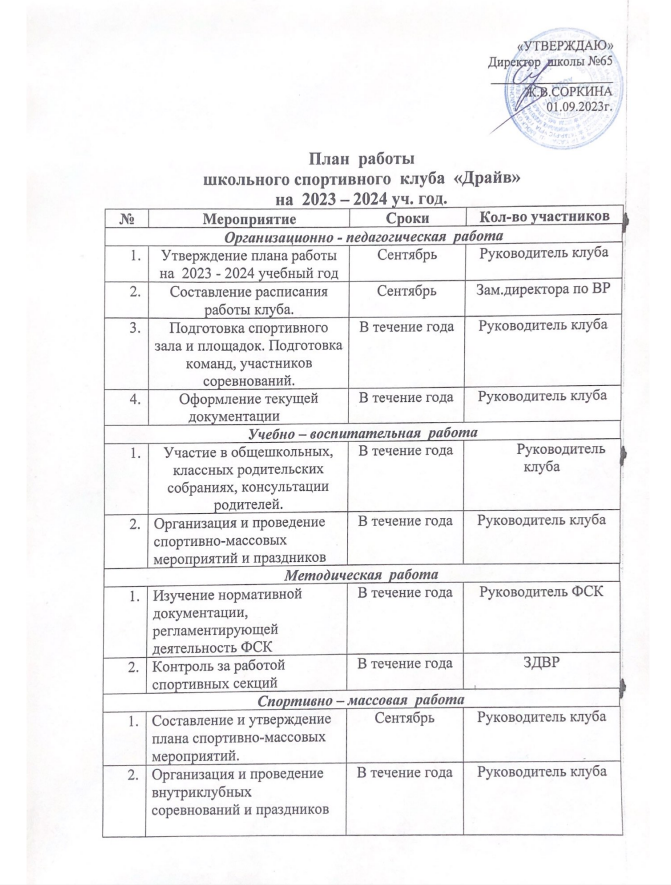 «УТВЕРЖДАЮ»
Директор школы №65
Ж.В.СОРКИНА
01.09.2023г.
План работы
школьного спортивного клуба «Драйв»
на 2023 – 2024 уч. год.
№ Мероприятие Сроки Кол-во участников
Организационно - педагогическая работа
1. Утверждение плана работы Сентябрь Руководитель клуба
на 2023 - 2024 учебный год
2. Составление расписания Сентябрь Зам.директора по ВР
работы клуба.
3. Подготовка спортивного В течение года Руководитель клуба
зала и площадок. Подготовка
команд, участников
соревнований.
4. Оформление текущей В течение года Руководитель клуба
документации
Учебно – воспитательная работа
1. Участие в общешкольных, В течение года Руководитель
классных родительских клуба
собраниях, консультации
родителей.
2. Организация и проведение В течение года Руководитель клуба
спортивно-массовых
мероприятий и праздников
Методическая работа
1. Изучение нормативной В течение года Руководитель ФСК
документации,
регламентирующей
деятельность ФСК
2. Контроль за работой В течение года ЗДВР
спортивных секций
Спортивно – массовая работа
1. Составление и утверждение Сентябрь Руководитель клуба
плана спортивно-массовых
мероприятий.
2. Организация и проведение В течение года Руководитель клуба
внутриклубных
соревнований и праздников